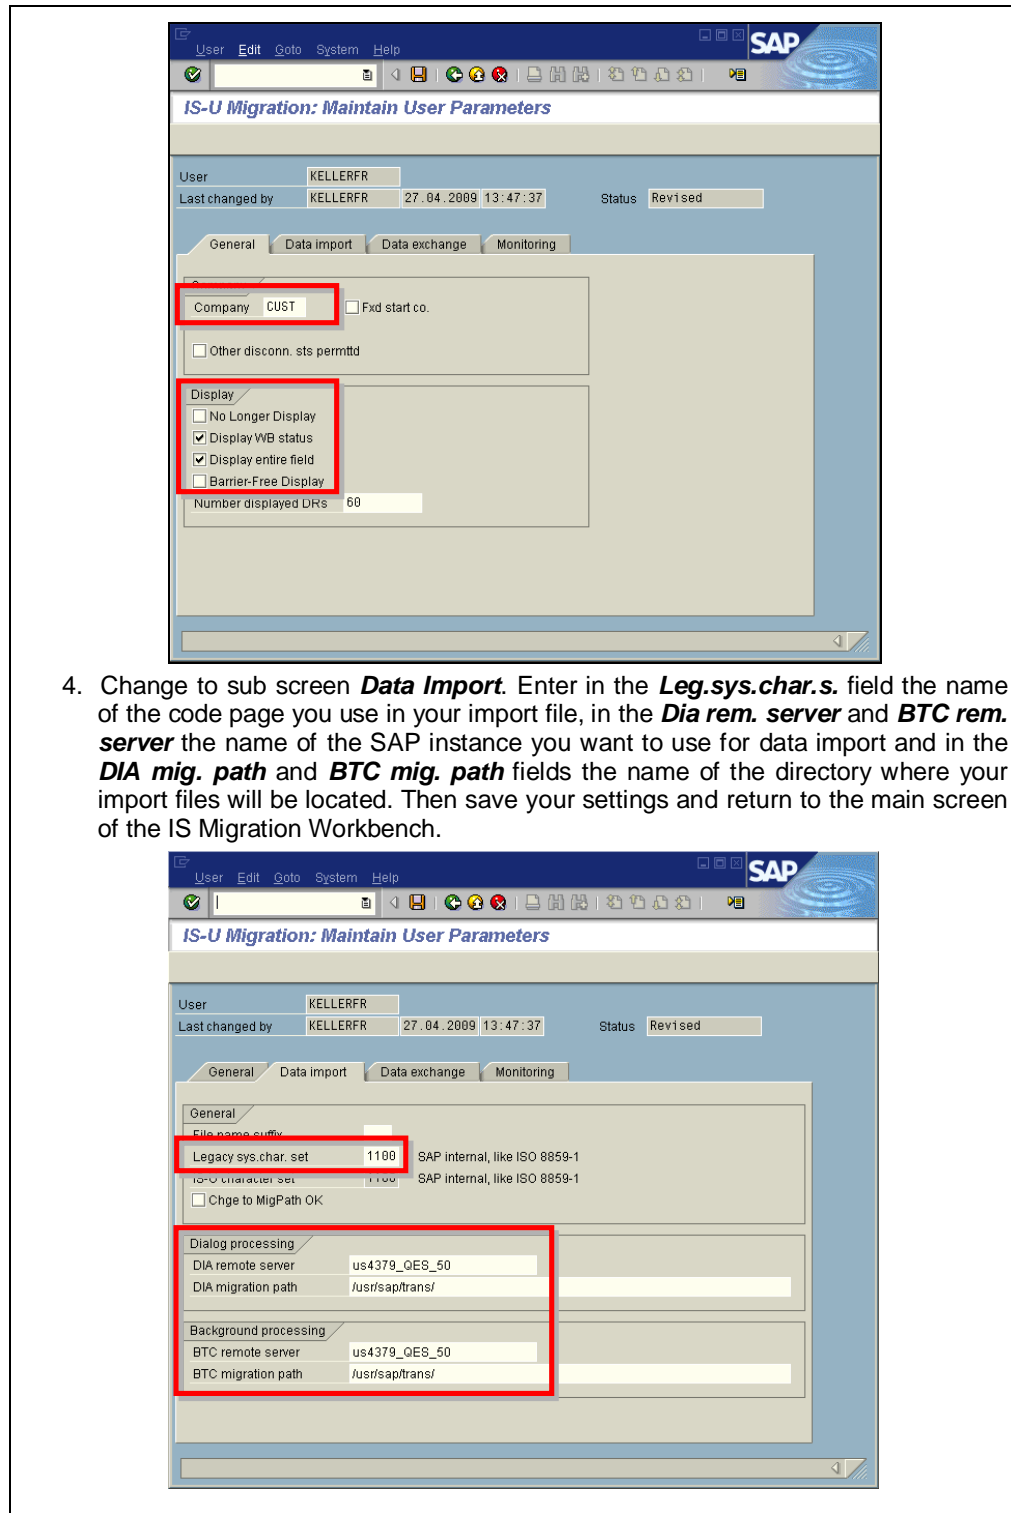 User Edit Goto System Help
SAP
IS-U Migration: Maintain User Parameters
User KELLERFR
Last changed by KELLERFR 27.04.2009 13:47:37 Status Revised
General Data import Data exchange Monitoring
Company CUST Fxd start co.
Other disconn. sts permttd
Display
No Longer Display
Display WB status
Display entire field
Barrier-Free Display
Number displayed DRs 60
4. Change to sub screen Data Import. Enter in the Leg.sys.char.s. field the name
of the code page you use in your import file, in the Dia rem. server and BTC rem.
server the name of the SAP instance you want to use for data import and in the
DIA mig. path and BTC mig. path fields the name of the directory where your
import files will be located. Then save your settings and return to the main screen
of the IS Migration Workbench.
User Edit Goto System Help
SAP
IS-U Migration: Maintain User Parameters
User KELLERFR
Last changed by KELLERFR 27.04.2009 13:47:37 Status Revised
General Data import Data exchange Monitoring
General
File name suffix
Legacy sys.char. set 1100 SAP internal, like ISO 8859-1
IS-U character set 1100 SAP internal, like ISO 8859-1
Chge to MigPath OK
Dialog processing
DIA remote server us4379_QES_50
DIA migration path /usr/sap/trans/
Background processing
BTC remote server us4379_QES_50
BTC migration path /usr/sap/trans/